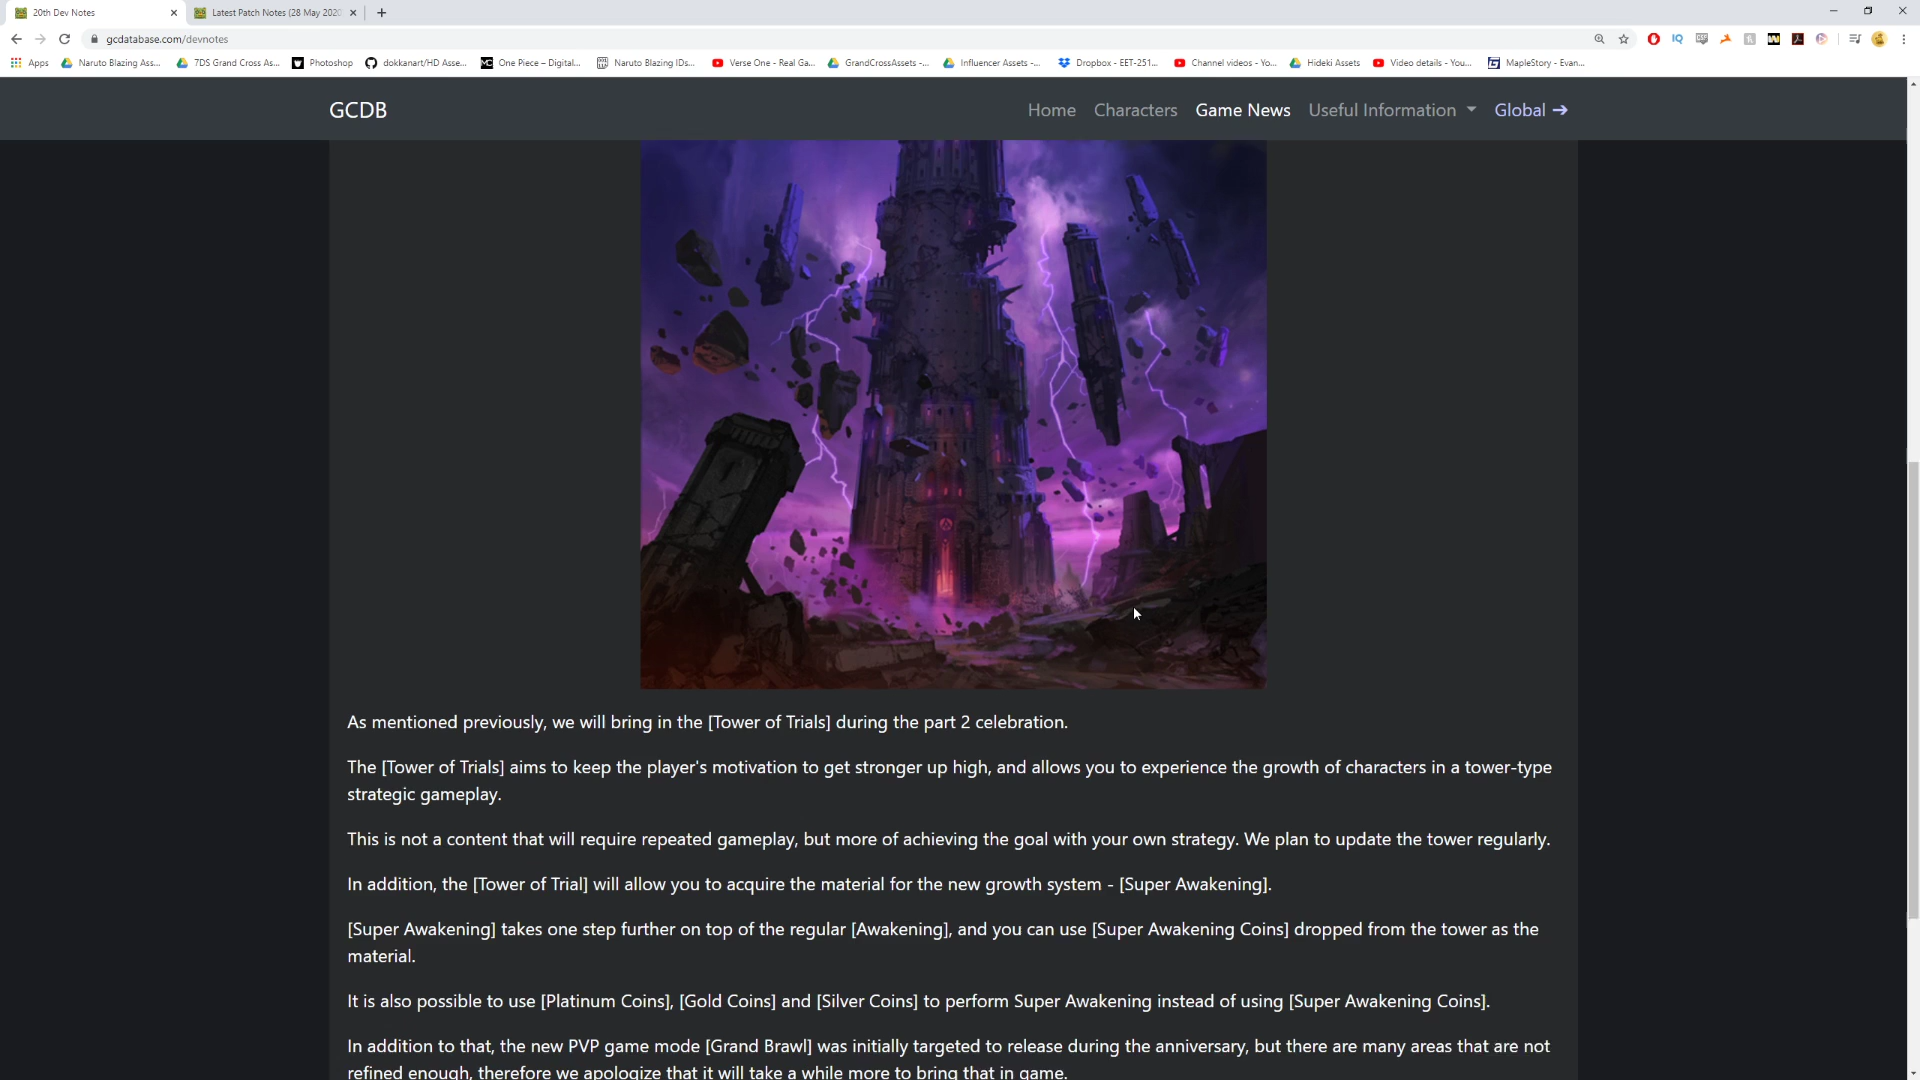 20th Dev Notes
Latest Patch Notes (28 May 2020
gcdatabase.com/devnotes
Apps
Naruto Blazing Ass...
7DS Grand Cross As...
Photoshop
dokkanart/HD Asse...
One Piece – Digital...
Naruto Blazing IDs...
Verse One - Real Ga...
GrandCrossAssets -...
Influencer Assets -...
Dropbox - EET-251...
Channel videos - Yo...
Hideki Assets
Video details - You...
MapleStory - Evan...
GCDB
Home
Characters
Game News
Useful Information
Global →
As mentioned previously, we will bring in the [Tower of Trials] during the part 2 celebration.
The [Tower of Trials] aims to keep the player's motivation to get stronger up high, and allows you to experience the growth of characters in a tower-type
strategic gameplay.
This is not a content that will require repeated gameplay, but more of achieving the goal with your own strategy. We plan to update the tower regularly.
In addition, the [Tower of Trial] will allow you to acquire the material for the new growth system - [Super Awakening].
[Super Awakening] takes one step further on top of the regular [Awakening], and you can use [Super Awakening Coins] dropped from the tower as the
material.
It is also possible to use [Platinum Coins], [Gold Coins] and [Silver Coins] to perform Super Awakening instead of using [Super Awakening Coins].
In addition to that, the new PVP game mode [Grand Brawl] was initially targeted to release during the anniversary, but there are many areas that are not
refined enough, therefore we apologize that it will take a while more to bring that in game.